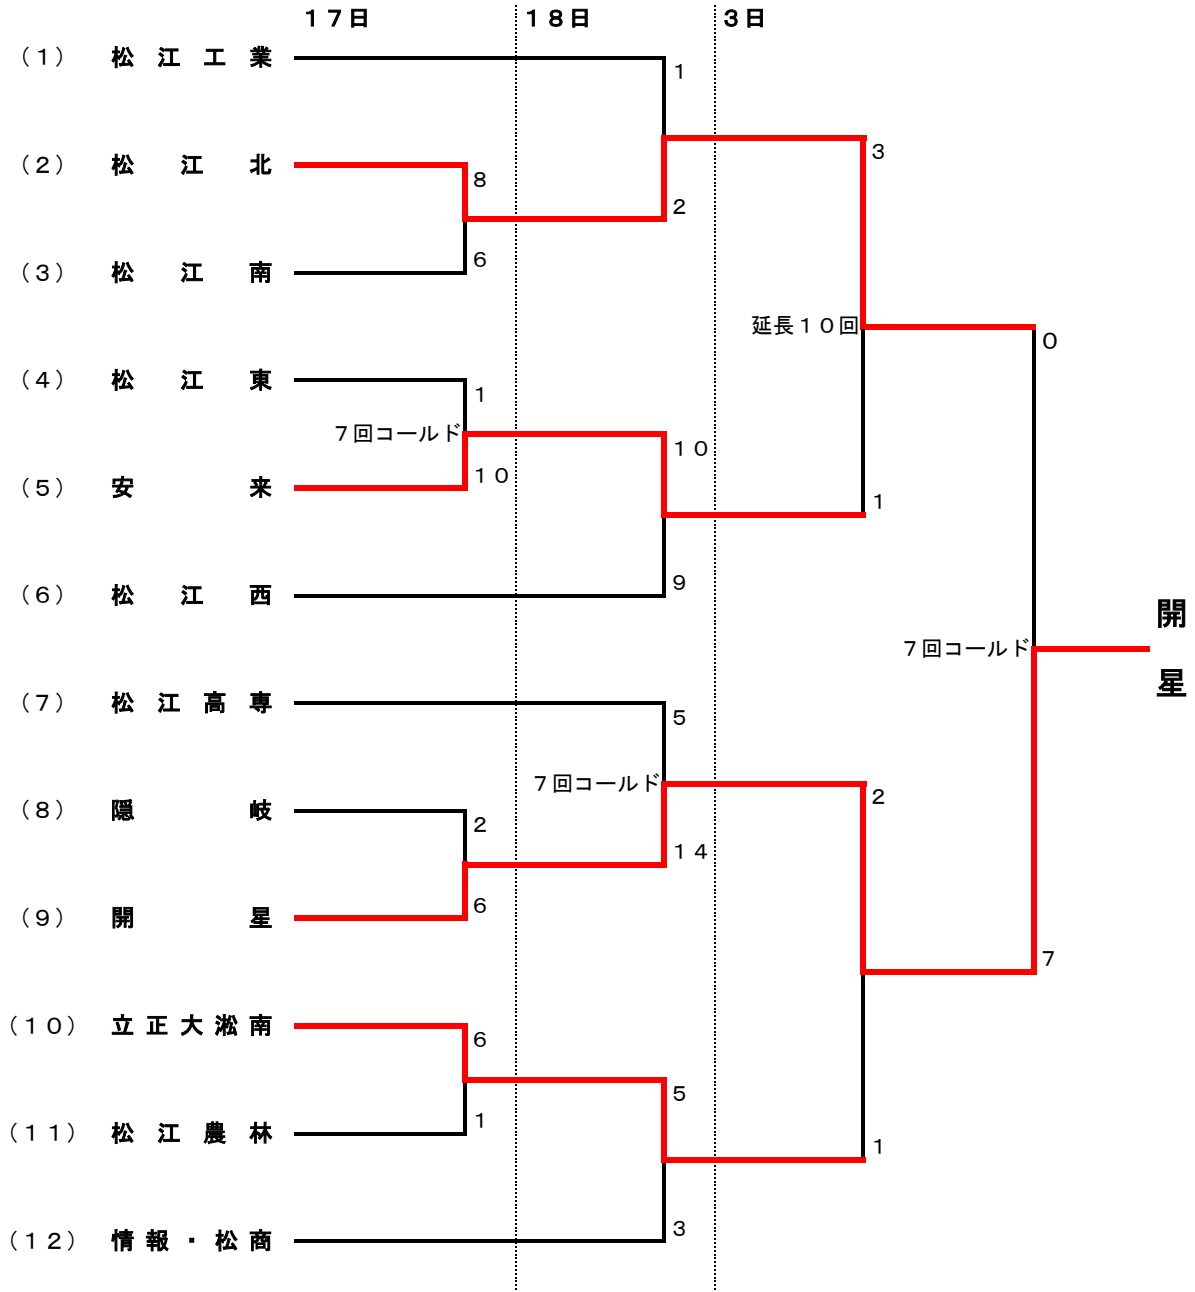 １７日 １８日 ３日
（１） 松江工業
1
3
（２） 松江北
8
2
6
（３） 松江南
延長１０回
0
（４） 松江東
1
７回コールド
10
10
（５） 安来
1
9
（６） 松江西
開星
７回コールド
（７） 松江高専
5
７回コールド
2
（８） 隠岐
2
14
6
（９） 開星
7
（１０） 立正大淞南
6
5
1
（１１） 松江農林
1
3
（１２） 情報・松商